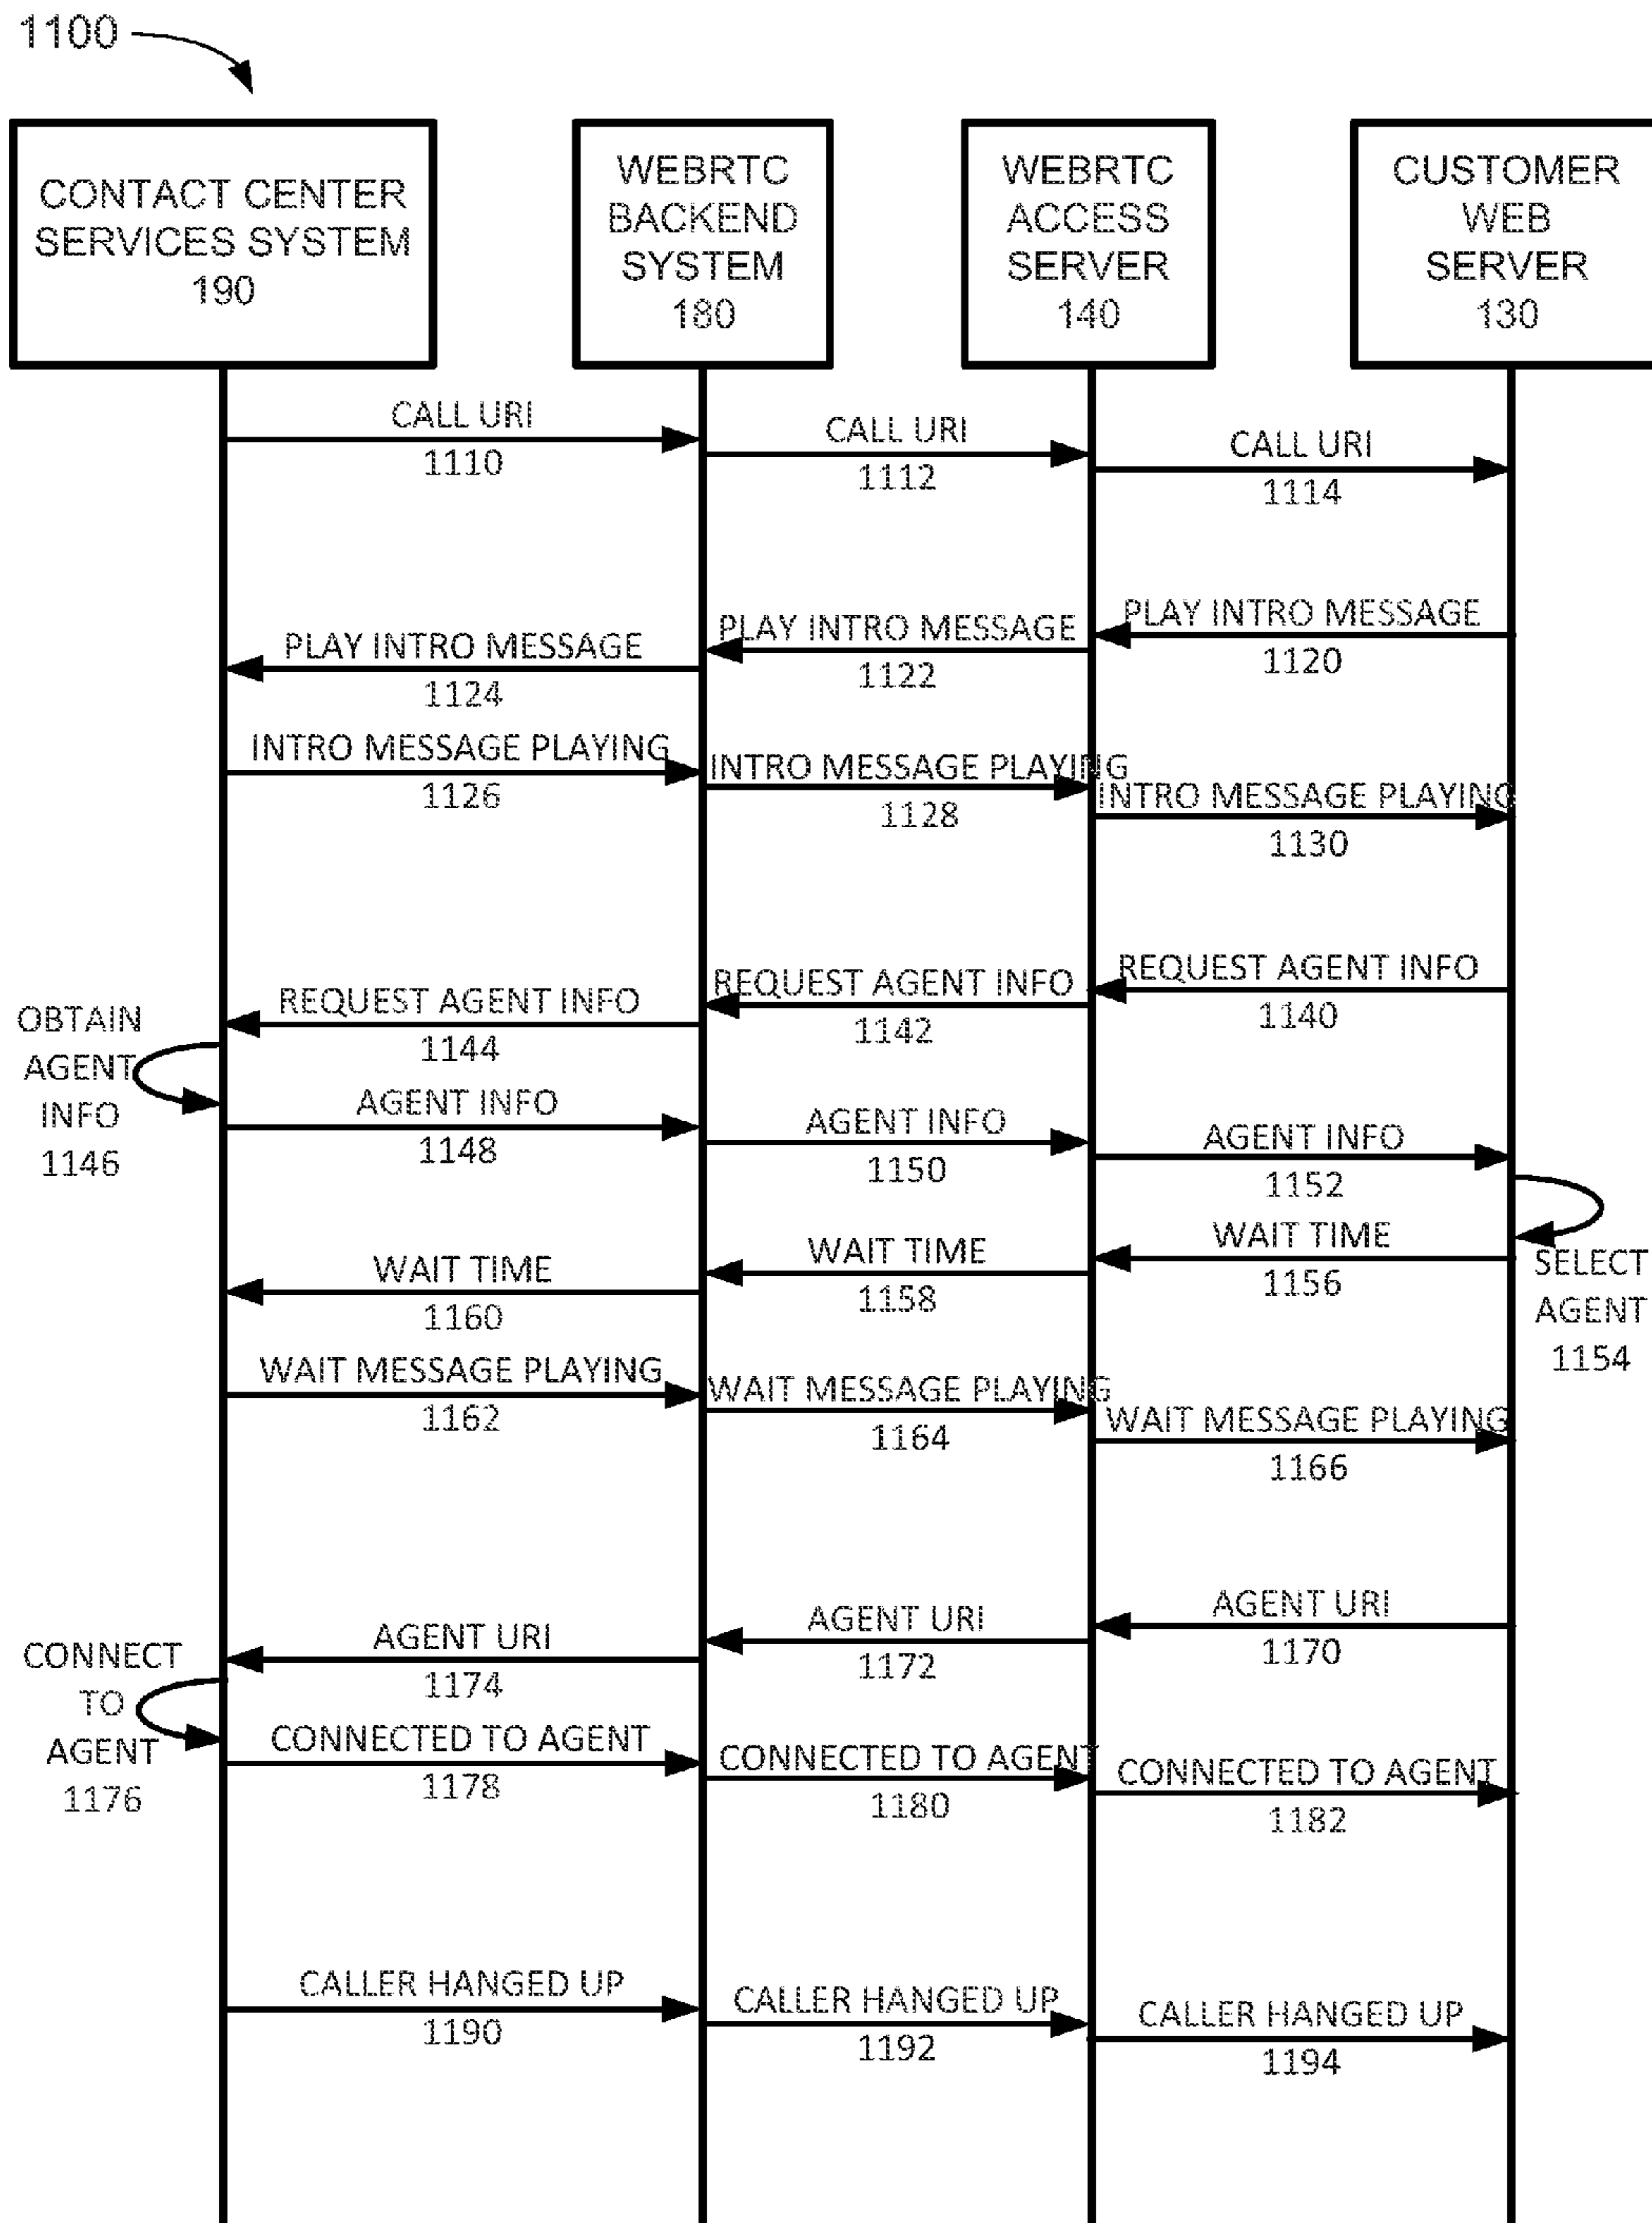 1100
CONTACT CENTER
SERVICES SYSTEM
190
WEBRTC
BACKEND
SYSTEM
180
WEBRTC
ACCESS
SERVER
140
CUSTOMER
WEB
SERVER
130
CALL URI
1110
CALL URI
1112
CALL URI
1114
PLAY INTRO MESSAGE
1120
PLAY INTRO MESSAGE
1122
PLAY INTRO MESSAGE
1124
INTRO MESSAGE PLAYING
1126
INTRO MESSAGE PLAYING
1128
INTRO MESSAGE PLAYING
1130
REQUEST AGENT INFO
1140
REQUEST AGENT INFO
1142
REQUEST AGENT INFO
1144
OBTAIN
AGENT
INFO
1146
AGENT INFO
1148
AGENT INFO
1150
AGENT INFO
1152
SELECT
AGENT
1154
WAIT TIME
1156
WAIT TIME
1158
WAIT TIME
1160
WAIT MESSAGE PLAYING
1162
WAIT MESSAGE PLAYING
1164
WAIT MESSAGE PLAYING
1166
AGENT URI
1170
AGENT URI
1172
AGENT URI
1174
CONNECT
TO
AGENT
1176
CONNECTED TO AGENT
1178
CONNECTED TO AGENT
1180
CONNECTED TO AGENT
1182
CALLER HANGED UP
1190
CALLER HANGED UP
1192
CALLER HANGED UP
1194